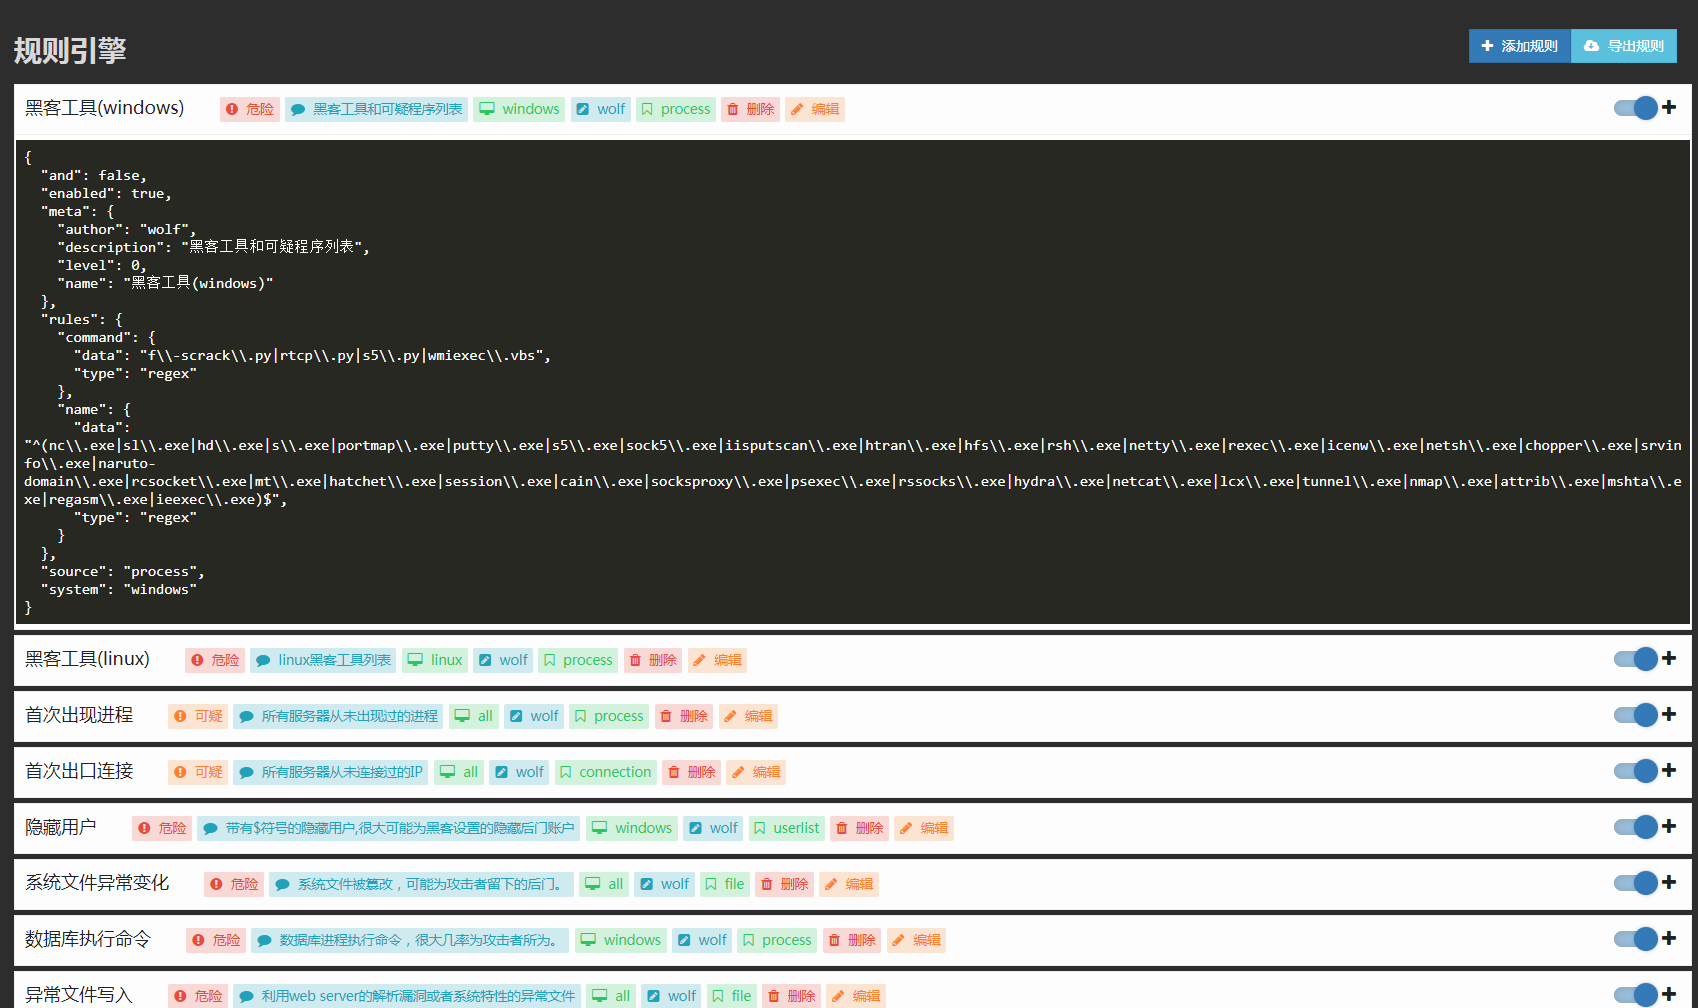 规则引擎
添加规则 导出规则
黑客工具(windows) 危险 黑客工具和可疑程序列表 windows wolf process 删除 编辑
{
"and": false,
"enabled": true,
"meta": {
"author": "wolf",
"description": "黑客工具和可疑程序列表",
"level": 0,
"name": "黑客工具(windows)"
},
"rules": {
"command": {
"data": "f\\-scrack\\.py|rtcp\\.py|s5\\.py|wmiexec\\.vbs",
"type": "regex"
},
"name": {
"data":
"^(nc\\.exe|sl\\.exe|hd\\.exe|s\\.exe|portmap\\.exe|putty\\.exe|s5\\.exe|sock5\\.exe|iisputscan\\.exe|htran\\.exe|hfs\\.exe|rsh\\.exe|netty\\.exe|rexec\\.exe|icenw\\.exe|netsh\\.exe|chopper\\.exe|srvin
fo\\.exe|naruto-
domain\\.exe|rcsocket\\.exe|mt\\.exe|hatchet\\.exe|session\\.exe|cain\\.exe|socksproxy\\.exe|psexec\\.exe|rssocks\\.exe|hydra\\.exe|netcat\\.exe|lcx\\.exe|tunnel\\.exe|nmap\\.exe|attrib\\.exe|mshta\\.e
xe|regasm\\.exe|ieexec\\.exe)$",
"type": "regex"
}
},
"source": "process",
"system": "windows"
}
黑客工具(linux) 危险 linux黑客工具列表 linux wolf process 删除 编辑
首次出现进程 可疑 所有服务器从未出现过的进程 all wolf process 删除 编辑
首次出口连接 可疑 所有服务器从未连接过的IP all wolf connection 删除 编辑
隐藏用户 危险 带有$符号的隐藏用户,很大可能为黑客设置的隐藏后门账户 windows wolf userlist 删除 编辑
系统文件异常变化 危险 系统文件被篡改，可能为攻击者留下的后门。 all wolf file 删除 编辑
数据库执行命令 危险 数据库进程执行命令，很大几率为攻击者所为。 windows wolf process 删除 编辑
异常文件写入 危险 利用web server的解析漏洞或者系统特性的异常文件 all wolf file 删除 编辑